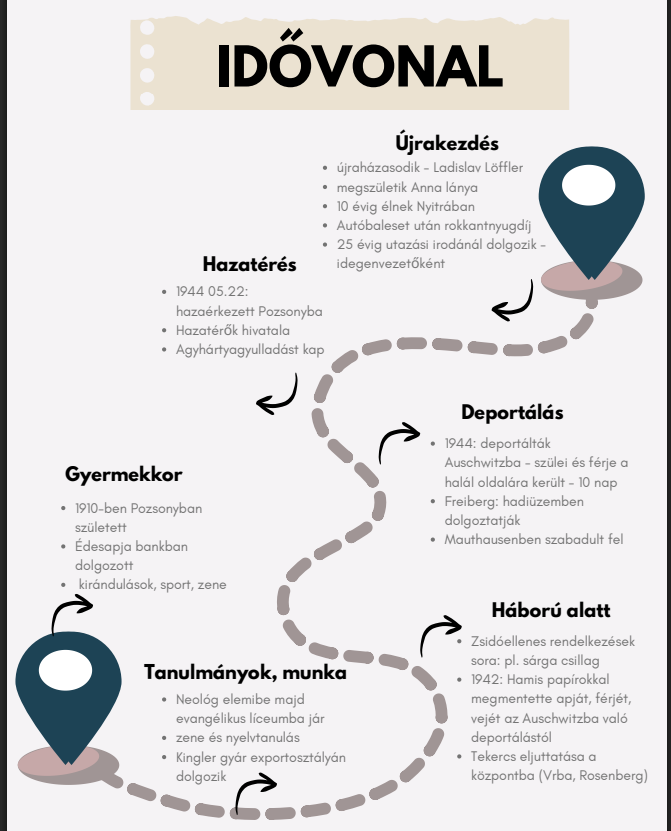 IDŐVONAL
Újrakezdés
• újraházasodik - Ladislav Löffler
• megszületik Anna lánya
• 10 évig élnek Nyitrában
• Autóbaleset után rokkantnyugdíj
• 25 évig utazási irodánál dolgozik -
idegenvezetőként
Hazatérés
• 1944 05.22:
hazaérkezett Pozsonyba
• Hazatérők hivatala
• Agyhártyagyulladást kap
Deportálás
• 1944: deportálták
Auschwitzba - szülei és férje a
halál oldalára került - 10 nap
• Freiberg: hadiüzemben
dolgoztatják
• Mauthausenben szabadult fel
Gyermekkor
• 1910-ben Pozsonyban
született
• Édesapja bankban
dolgozott
• kirándulások, sport, zene
Háború alatt
• Zsidóellenes rendelkezések
sora: pl. sárga csillag
• 1942: Hamis papírokkal
megmentette apját, férjét,
vejét az Auschwitzba való
deportálástól
• Tekercs eljuttatása a
központba (Vrba, Rosenberg)
Tanulmányok, munka
• Neológ elemibe majd
evangélikus líceumba jár
• zene és nyelvtanulás
• Kingler gyár exportosztályán
dolgozik